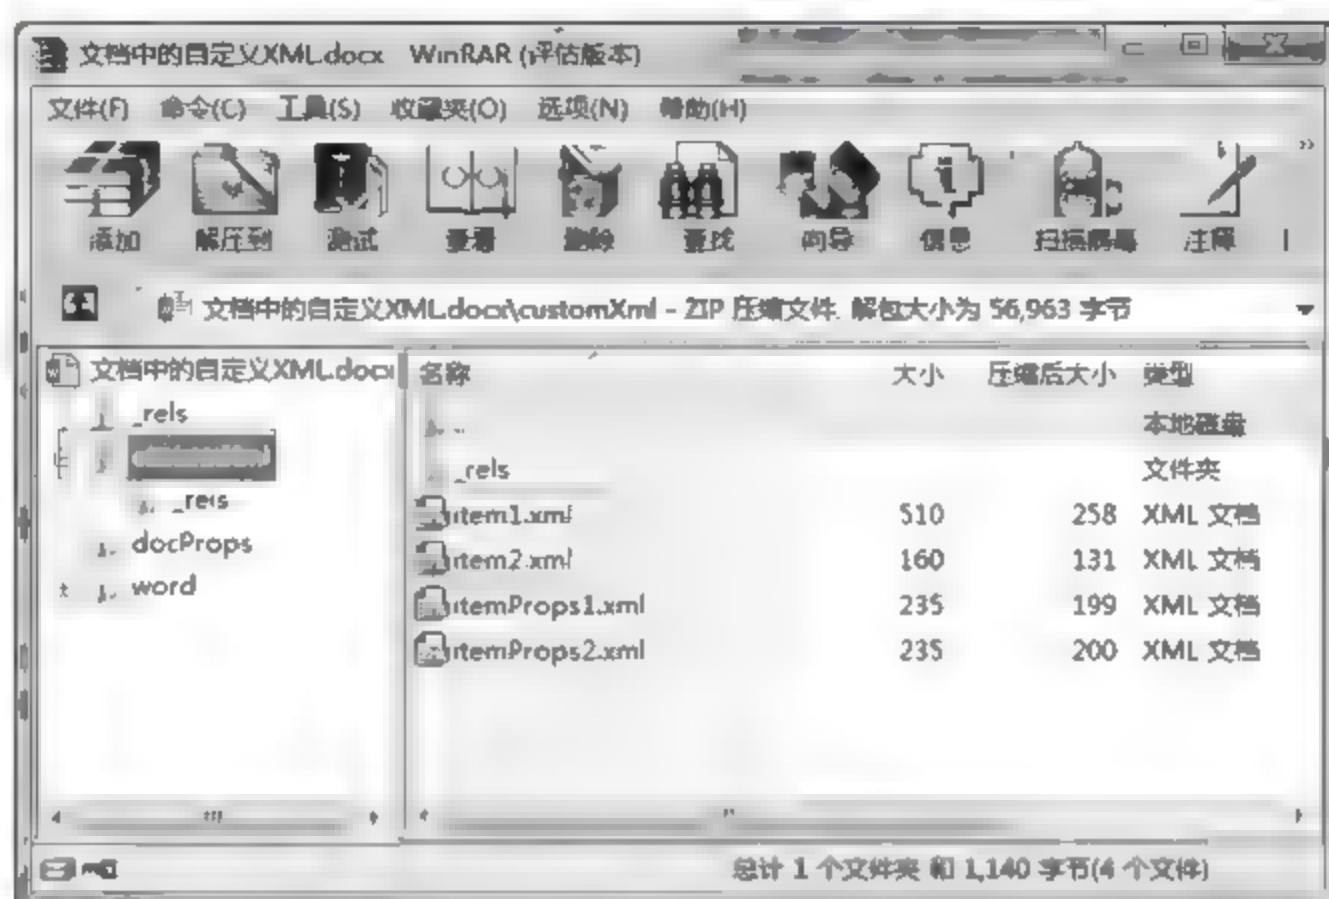 文档中的自定义XML.docx WinRAR (评估版本)
文件(F) 命令(C) 工具(S) 收藏夹(O) 选项(N) 帮助(H)
添加 解压到 测试 查看 删除 查找 向导 信息 扫描病毒 注释
文档中的自定义XML.docx\customXml - ZIP 压缩文件, 解包大小为 56,963 字节
文档中的自定义XML.docx
_rels
_rels
docProps
word
名称 大小 压缩后大小 类型
.. 本地磁盘
_rels 文件夹
item1.xml 510 258 XML 文档
item2.xml 160 131 XML 文档
itemProps1.xml 235 199 XML 文档
itemProps2.xml 235 200 XML 文档
总计 1 个文件夹 和 1,140 字节(4 个文件)